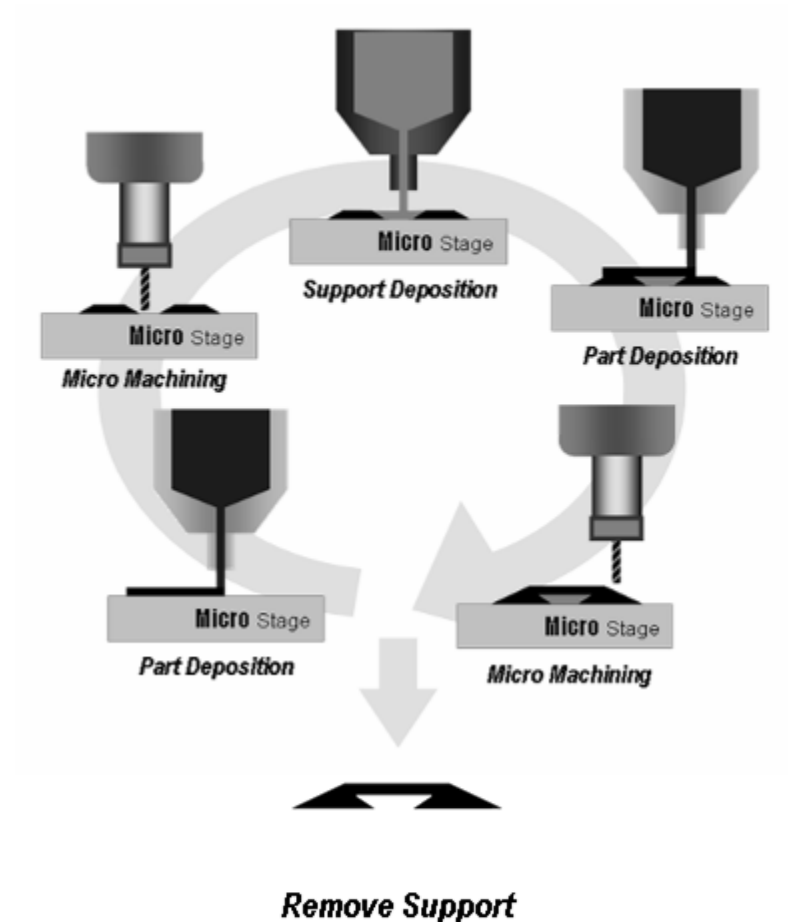 Micro Stage
Support Deposition
Micro Stage
Part Deposition
Micro Stage
Micro Machining
Micro Stage
Part Deposition
Micro Stage
Micro Machining
Remove Support